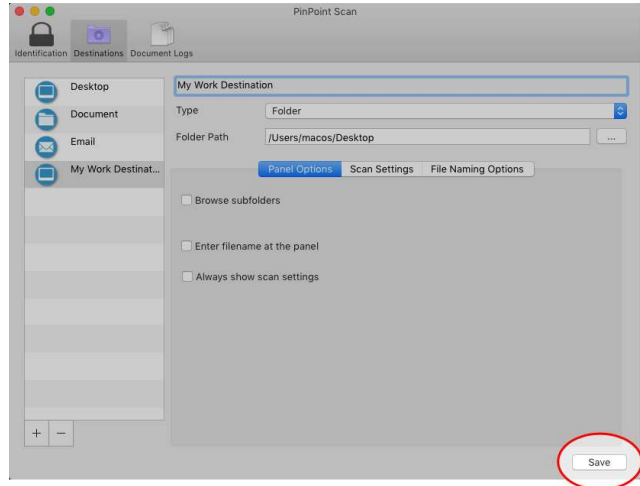 PinPoint Scan
Identification Destinations Document Logs
Desktop
Document
Email
My Work Destinat...
My Work Destination
Type Folder
Folder Path /Users/macos/Desktop ...
Panel Options Scan Settings File Naming Options
Browse subfolders
Enter filename at the panel
Always show scan settings
+ −
Save